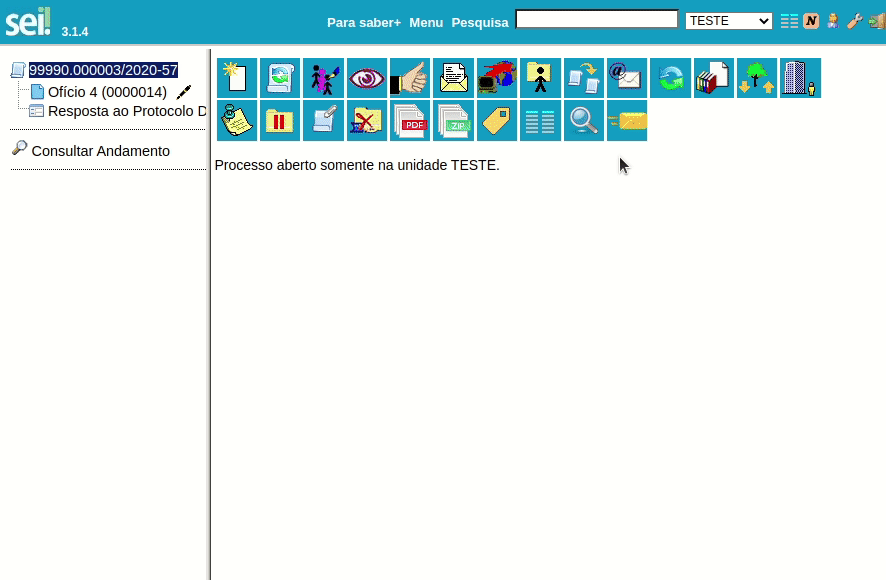 sei!
3.1.4
Para saber+ Menu Pesquisa
TESTE
N
99990.000003/2020-57
Ofício 4 (0000014)
Resposta ao Protocolo D
Consultar Andamento
@
PDF
ZIP
Processo aberto somente na unidade TESTE.